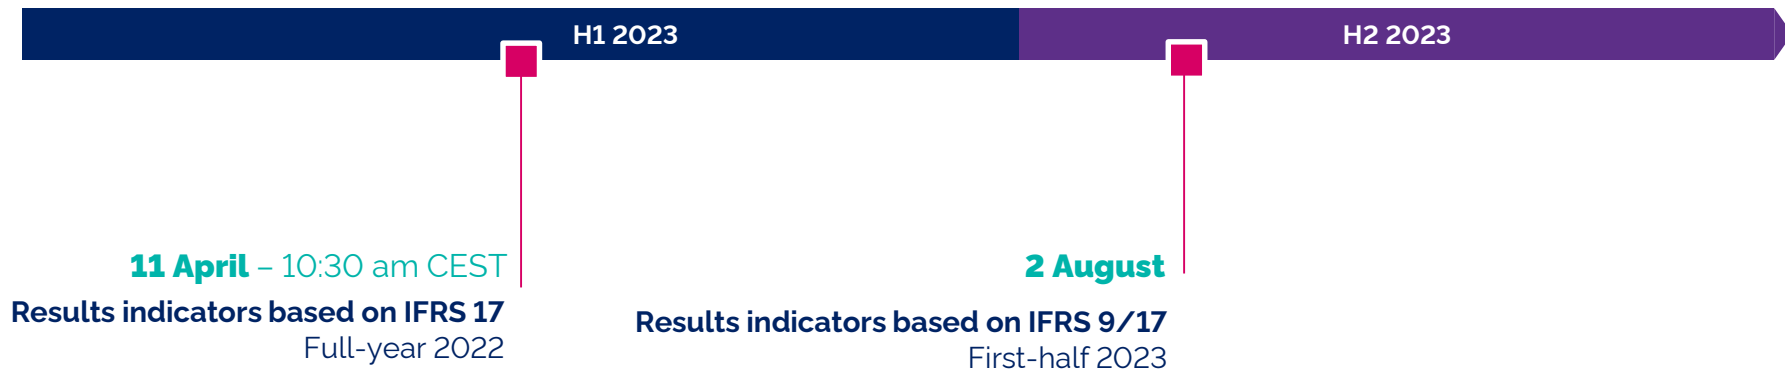 H1 2023
H2 2023
11 April – 10:30 am CEST
Results indicators based on IFRS 17
Full-year 2022
2 August
Results indicators based on IFRS 9/17
First-half 2023